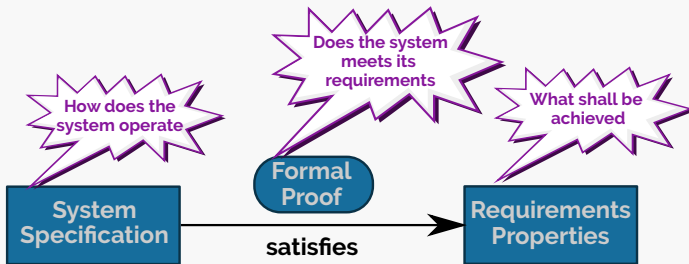 Does the system
meets its
requirements
How does the
system operate
What shall be
achieved
Formal
Proof
System
Specification
Requirements
Properties
satisfies